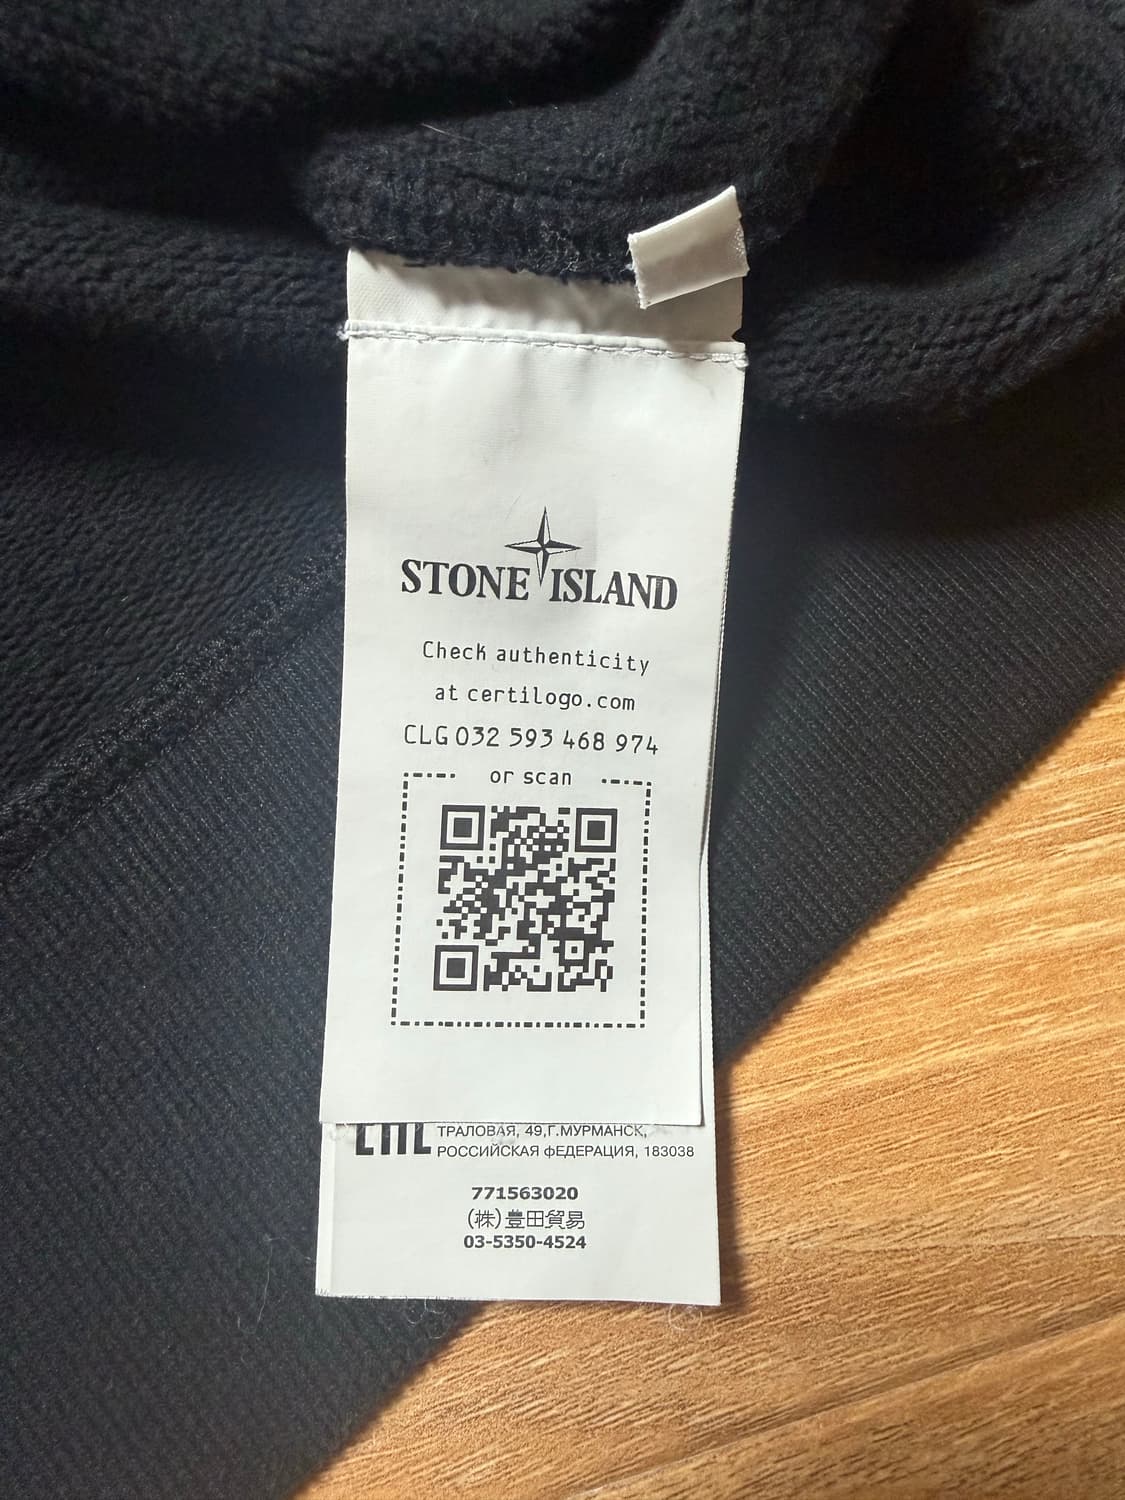 STONE ISLAND
Check authenticity
at certilogo.com
CLG 032 593 468 974
or scan
ТРАЛОВАЯ, 49,Г.МУРМАНСК,
РОССИЙСКАЯ ФЕДЕРАЦИЯ, 183038
771563020
(株)豊田貿易
03-5350-4524